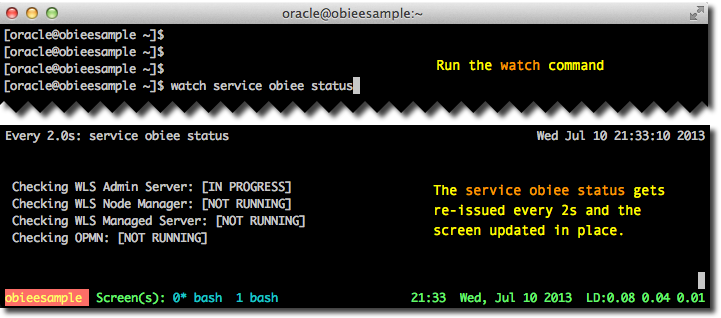 oracle@obieesample:~
[oracle@obieesample ~]$
[oracle@obieesample ~]$
[oracle@obieesample ~]$
[oracle@obieesample ~]$ watch service obiee status
Run the watch command
Every 2.0s: service obiee status Wed Jul 10 21:33:10 2013
Checking WLS Admin Server: [IN PROGRESS]
Checking WLS Node Manager: [NOT RUNNING]
Checking WLS Managed Server: [NOT RUNNING]
Checking OPMN: [NOT RUNNING]
The service obiee status gets
re-issued every 2s and the
screen updated in place.
obieesample Screen(s): 0* bash 1 bash 21:33 Wed, Jul 10 2013 LD:0.08 0.04 0.01